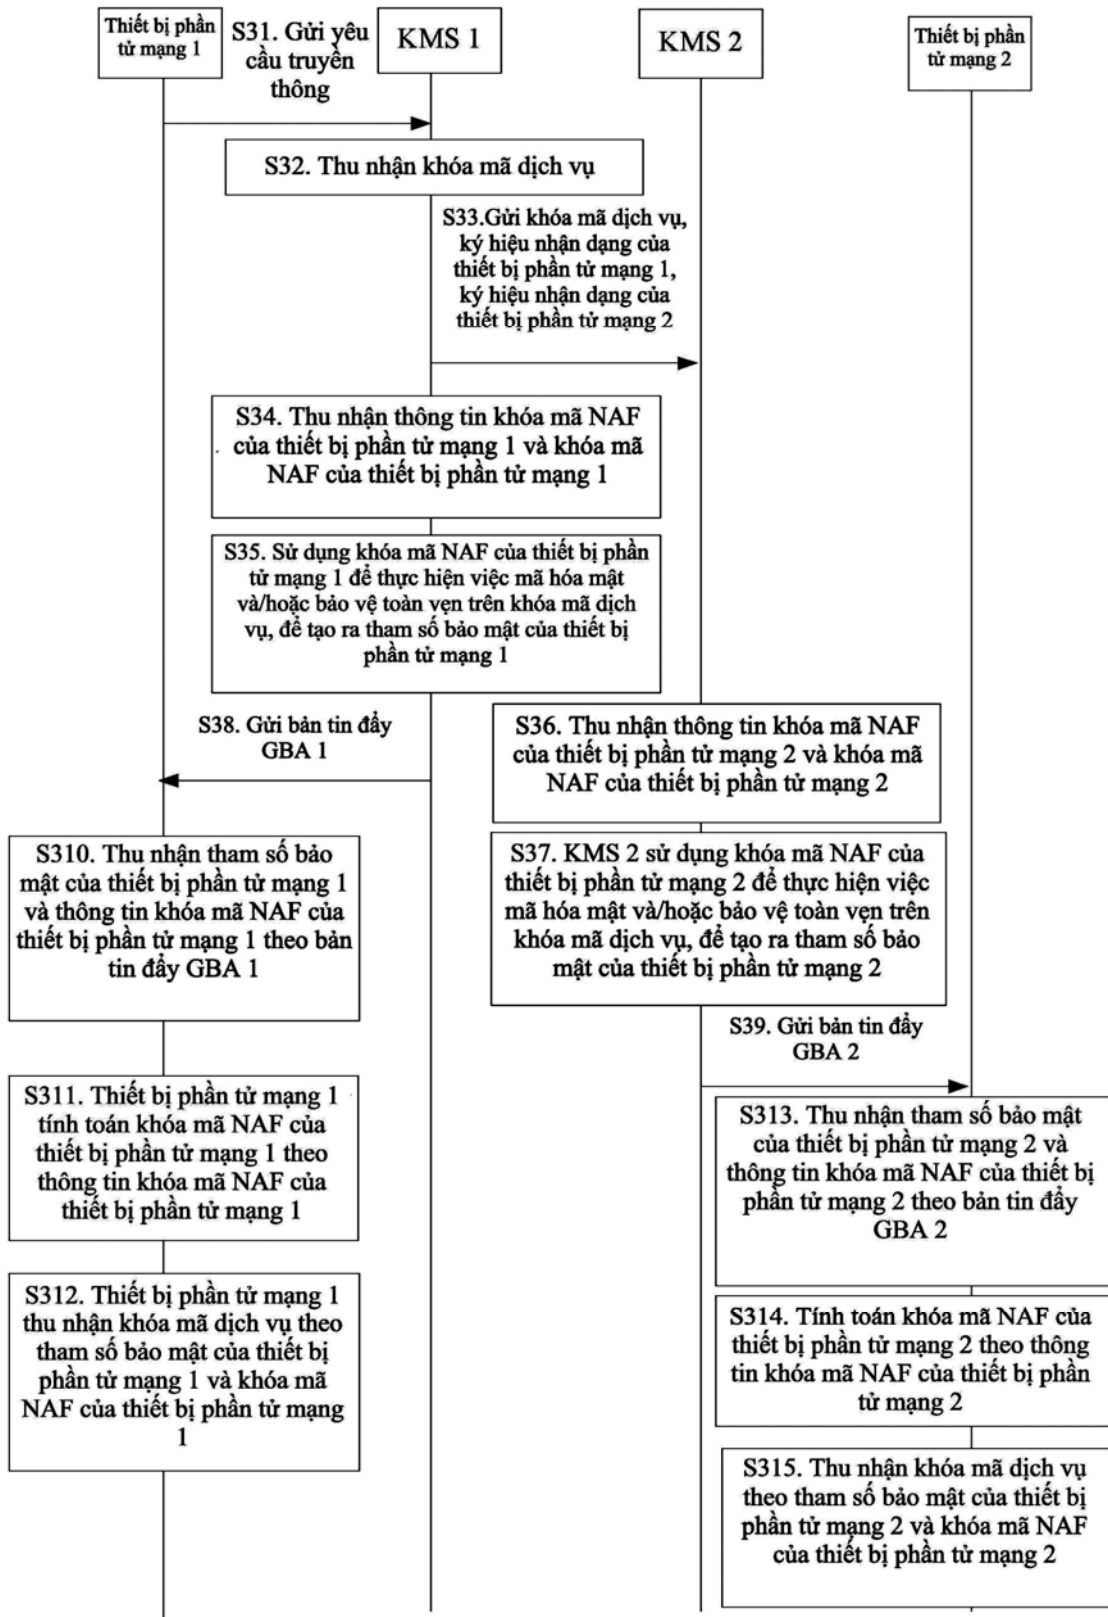 Thiết bị phần
tử mạng 1
S31. Gửi yêu
cầu truyền
thông
KMS 1
KMS 2
Thiết bị phần
tử mạng 2
S32. Thu nhận khóa mã dịch vụ
S33.Gửi khóa mã dịch vụ,
ký hiệu nhận dạng của
thiết bị phần tử mạng 1,
ký hiệu nhận dạng của
thiết bị phần tử mạng 2
S34. Thu nhận thông tin khóa mã NAF
của thiết bị phần tử mạng 1 và khóa mã
NAF của thiết bị phần tử mạng 1
S35. Sử dụng khóa mã NAF của thiết bị phần
tử mạng 1 để thực hiện việc mã hóa mật
và/hoặc bảo vệ toàn vẹn trên khóa mã dịch
vụ, để tạo ra tham số bảo mật của thiết bị
phần tử mạng 1
S38. Gửi bản tin đẩy
GBA 1
S36. Thu nhận thông tin khóa mã NAF
của thiết bị phần tử mạng 2 và khóa mã
NAF của thiết bị phần tử mạng 2
S310. Thu nhận tham số bảo
mật của thiết bị phần tử mạng 1
và thông tin khóa mã NAF của
thiết bị phần tử mạng 1 theo bản
tin đẩy GBA 1
S37. KMS 2 sử dụng khóa mã NAF của
thiết bị phần tử mạng 2 để thực hiện việc
mã hóa mật và/hoặc bảo vệ toàn vẹn trên
khóa mã dịch vụ, để tạo ra tham số bảo
mật của thiết bị phần tử mạng 2
S39. Gửi bản tin đẩy
GBA 2
S311. Thiết bị phần tử mạng 1
tính toán khóa mã NAF của
thiết bị phần tử mạng 1 theo
thông tin khóa mã NAF của
thiết bị phần tử mạng 1
S313. Thu nhận tham số bảo mật
của thiết bị phần tử mạng 2 và
thông tin khóa mã NAF của thiết bị
phần tử mạng 2 theo bản tin đẩy
GBA 2
S312. Thiết bị phần tử mạng 1
thu nhận khóa mã dịch vụ theo
tham số bảo mật của thiết bị
phần tử mạng 1 và khóa mã
NAF của thiết bị phần tử mạng
1
S314. Tính toán khóa mã NAF của
thiết bị phần tử mạng 2 theo thông
tin khóa mã NAF của thiết bị phần
tử mạng 2
S315. Thu nhận khóa mã dịch vụ
theo tham số bảo mật của thiết bị
phần tử mạng 2 và khóa mã NAF
của thiết bị phần tử mạng 2